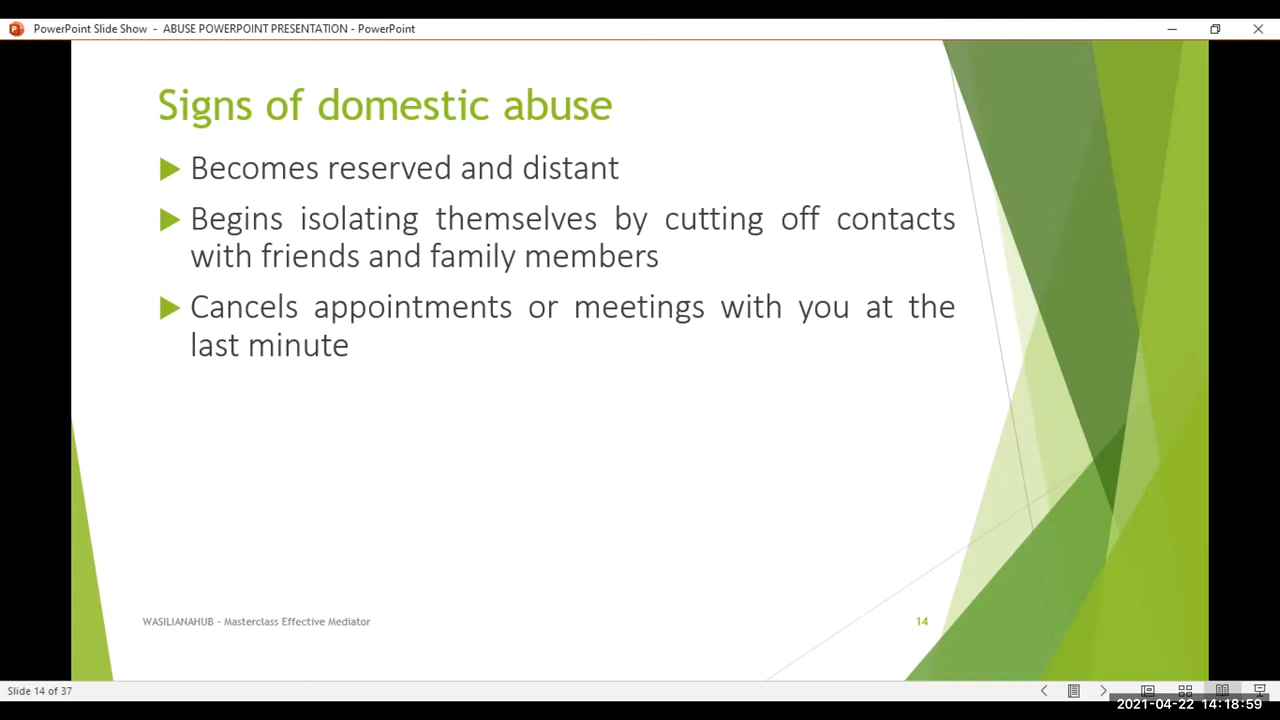 PowerPoint Slide Show - ABUSE POWERPOINT PRESENTATION - PowerPoint
Signs of domestic abuse
Becomes reserved and distant
Begins isolating themselves by cutting off contacts
with friends and family members
Cancels appointments or meetings with you at the
last minute
WASILIANAHUB - Masterclass Effective Mediator
14
Slide 14 of 37
2021-04-22 14:18:59